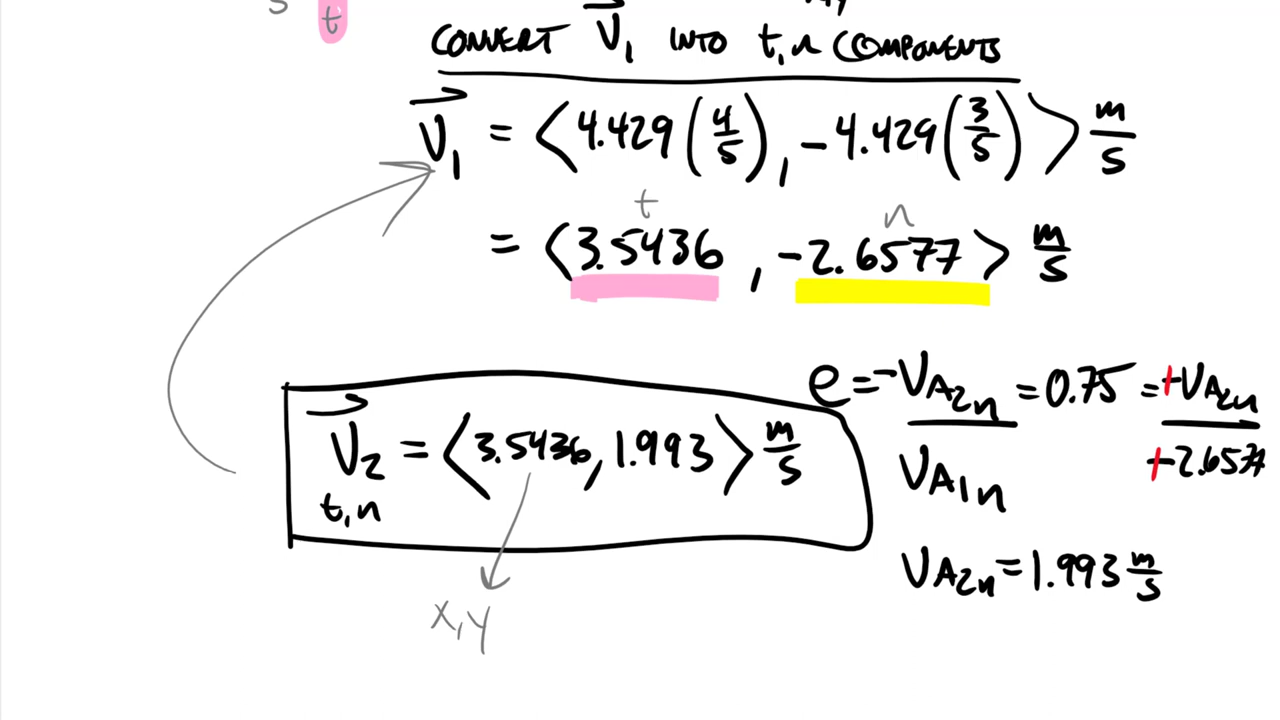 t
CONVERT V₁ INTO t,n COMPONENTS
V₁ = ⟨4.429(4/5), -4.429(3/5)⟩ m/s
t n
= ⟨3.5436, -2.6577⟩ m/s
e = -VA2n/VA1n = 0.75 = +VA2n/+2.6577
V₂ = ⟨3.5436, 1.993⟩ m/s
t,n
VA2n = 1.993 m/s
x,y